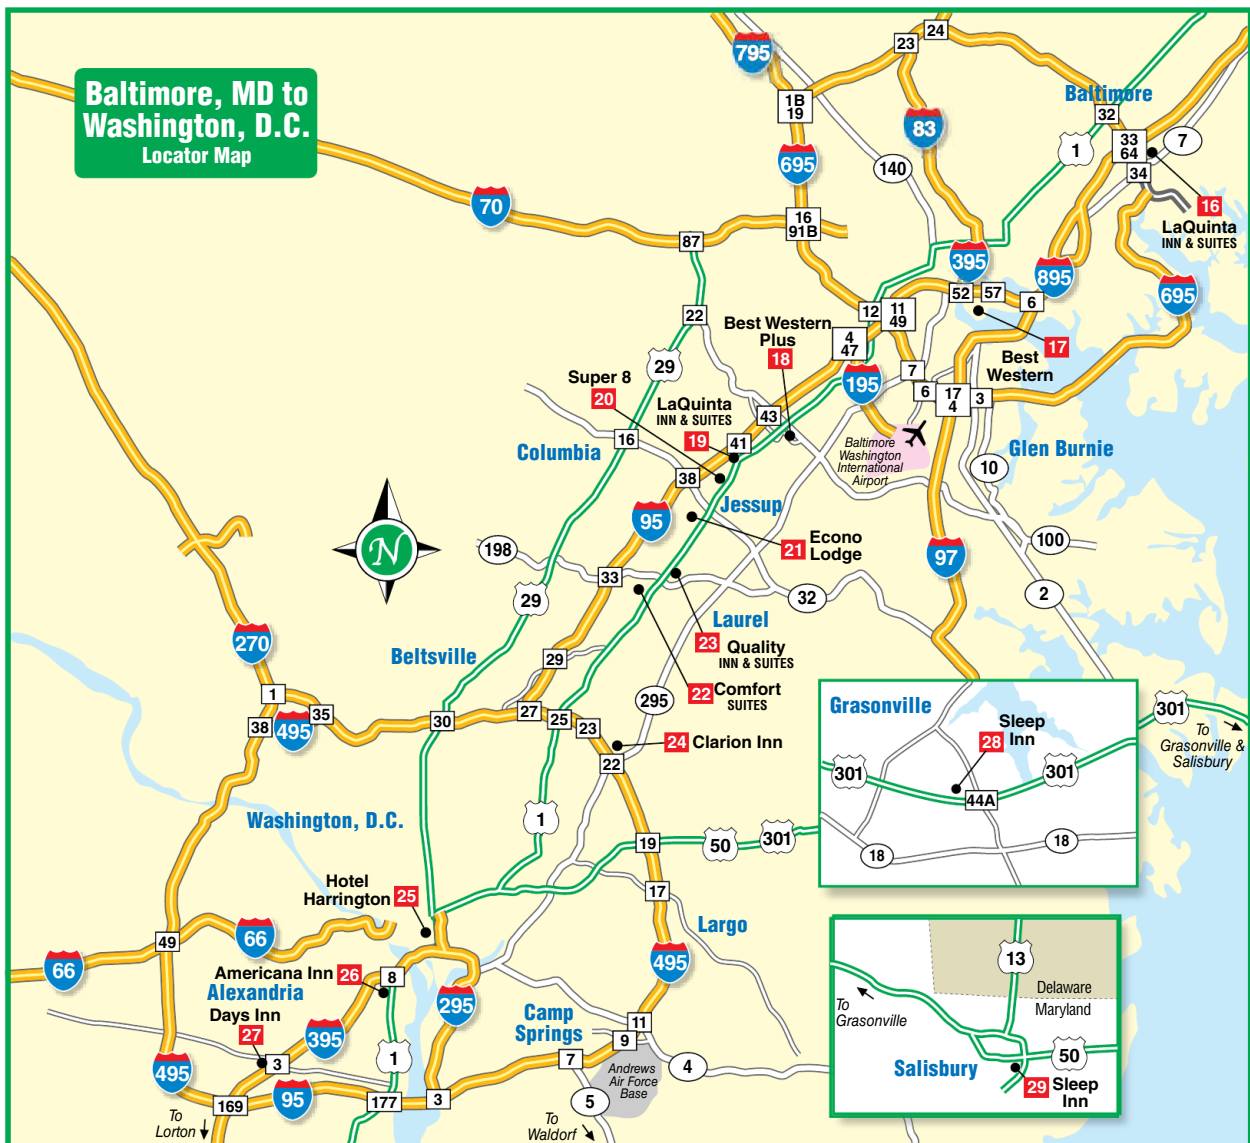 Baltimore, MD to
Washington, D.C.
Locator Map
795
23
24
1B
19
83
Baltimore
32
1
33
64
7
34
695
140
16
LaQuinta
INN & SUITES
70
87
16
91B
395
895
695
52
57
6
22
12
11
49
Best Western
Plus
18
4
47
17
Best
Western
29
Super 8
20
195
7
6
17
4
3
LaQuinta
INN & SUITES
19
43
41
16
Columbia
Baltimore
Washington
International
Airport
Glen Burnie
10
38
Jessup
95
21
Econo
Lodge
N
198
97
100
33
32
2
29
Laurel
23
Quality
INN & SUITES
270
Beltsville
29
22
Comfort
SUITES
295
1
35
38
495
30
27
25
23
24
Clarion Inn
22
Grasonville
Sleep
Inn
28
301
301
44A
18
18
301
To
Grasonville &
Salisbury
Washington, D.C.
1
19
50
301
17
Hotel
Harrington
25
Largo
49
66
66
495
Americana Inn
26
8
Alexandria
Days Inn
27
295
395
Camp
Springs
11
9
7
3
1
4
Andrews
Air Force
Base
495
95
169
177
3
5
To
Lorton
To
Waldorf
13
Delaware
Maryland
To
Grasonville
50
Salisbury
29
Sleep
Inn